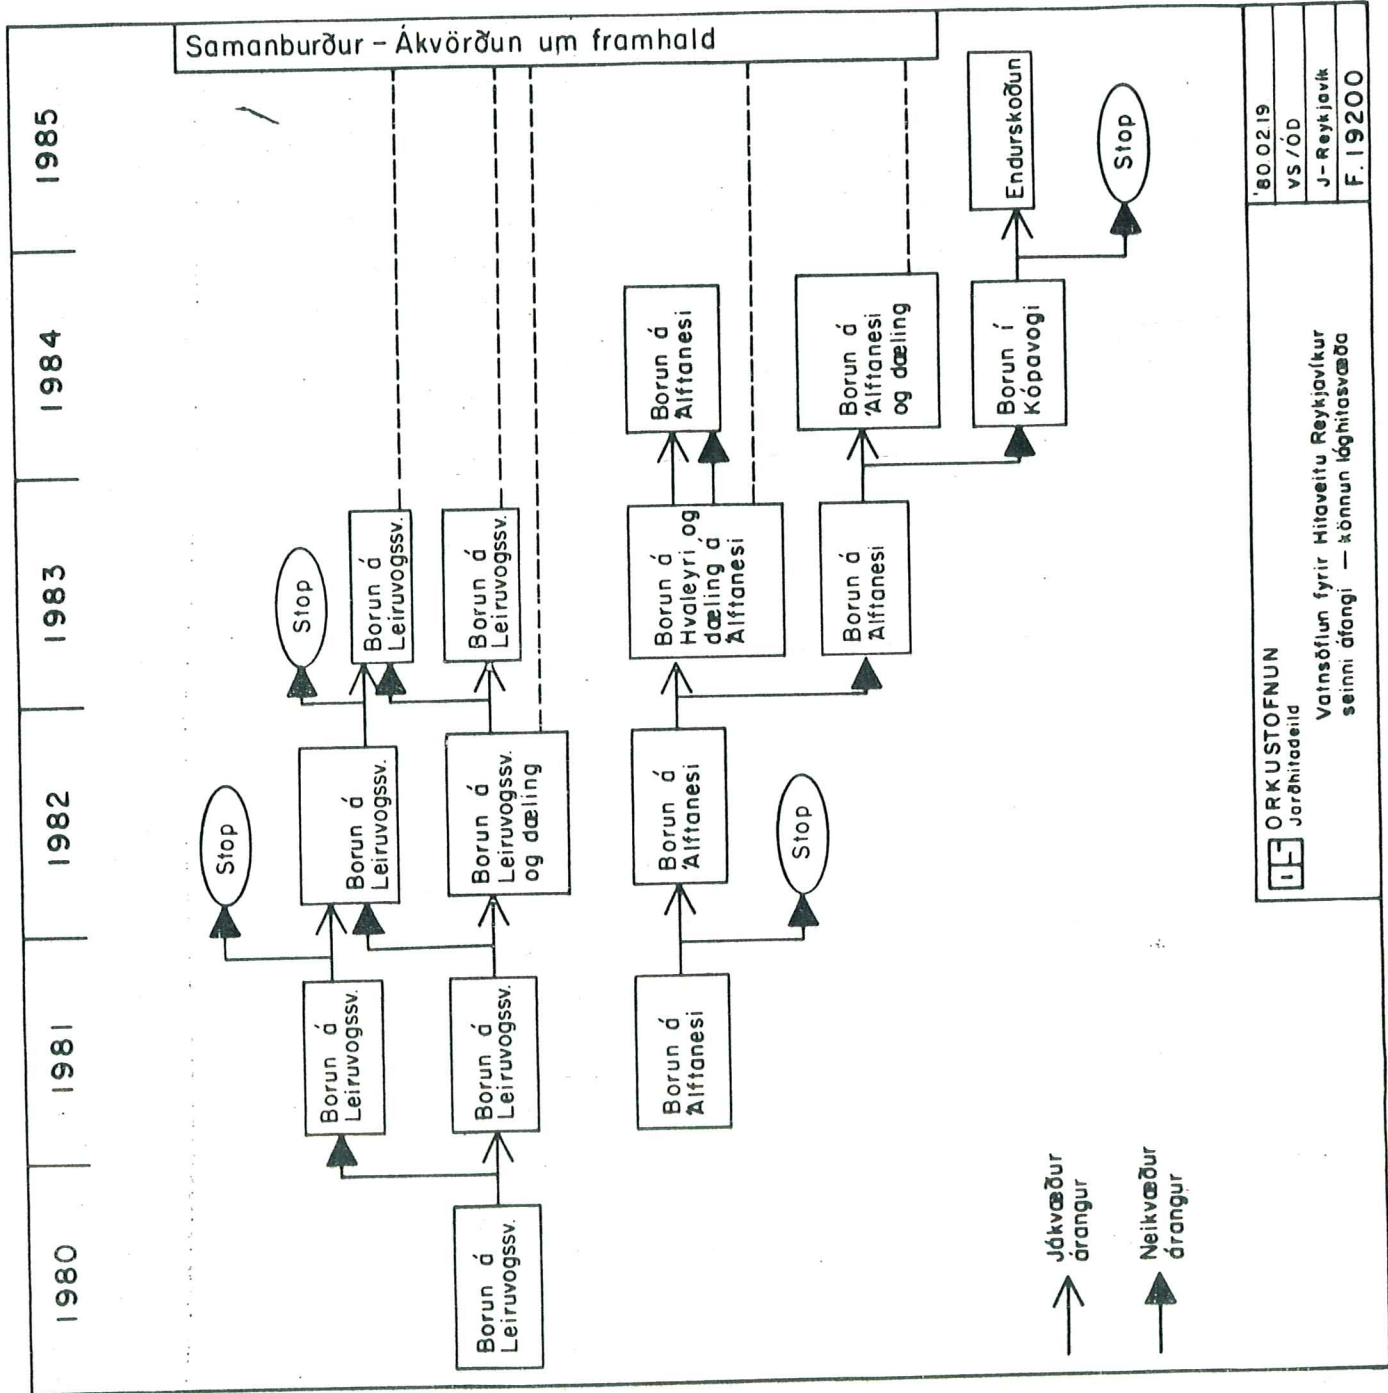 1980
1981
1982
1983
1984
1985
Samanburður - Ákvörðun um framhald
Stop
Stop
Borun á
Leiruvogssv.
Borun á
Leiruvogssv.
Borun á
Leiruvogssv.
Borun á
Leiruvogssv.
Borun á
Leiruvogssv.
Borun á
Leiruvogssv.
og dæling
Borun á
Leiruvogssv.
Borun á
Álftanesi
Borun á
Álftanesi
Borun á
Hvaleyri og
dæling á
Álftanesi
Borun á
Álftanesi
Stop
Borun á
Álftanesi
Borun á
Álftanesi
og dæling
Borun í
Kópavogi
Endurskoðun
Stop
Jákvæður
árangur
Neikvæður
árangur
OS ORKUSTOFNUN
Jarðhitadeild
Vatnsöflun fyrir Hitaveitu Reykjavíkur
seinni áfangi — könnun lághitasvæða
'80.02.19
VS/ÓD
J-Reykjavík
F.19200